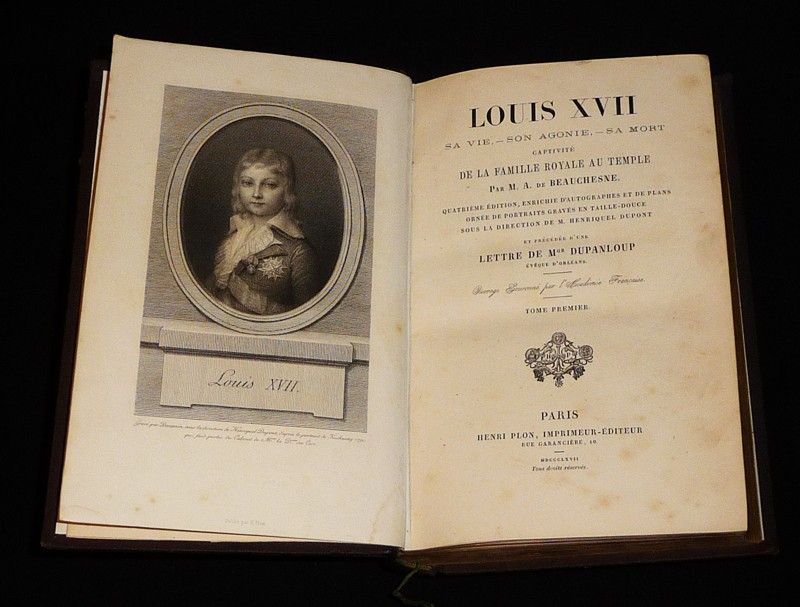 Louis XVII.
LOUIS XVII
SA VIE, — SON AGONIE, — SA MORT
CAPTIVITÉ
DE LA FAMILLE ROYALE AU TEMPLE
PAR M. A. DE BEAUCHESNE.
QUATRIÈME ÉDITION, ENRICHIE D'AUTOGRAPHES ET DE PLANS
ORNÉE DE PORTRAITS GRAVÉS EN TAILLE-DOUCE
SOUS LA DIRECTION DE M. HENRIQUEL DUPONT
ET PRÉCÉDÉE D'UNE
LETTRE DE MGR DUPANLOUP
ÉVÊQUE D'ORLÉANS.
Ouvrage Couronné par l'Académie Française.
TOME PREMIER.
PARIS
HENRI PLON, IMPRIMEUR-ÉDITEUR
RUE GARANCIÈRE, 10.
MDCCCLXVII
Tous droits réservés.